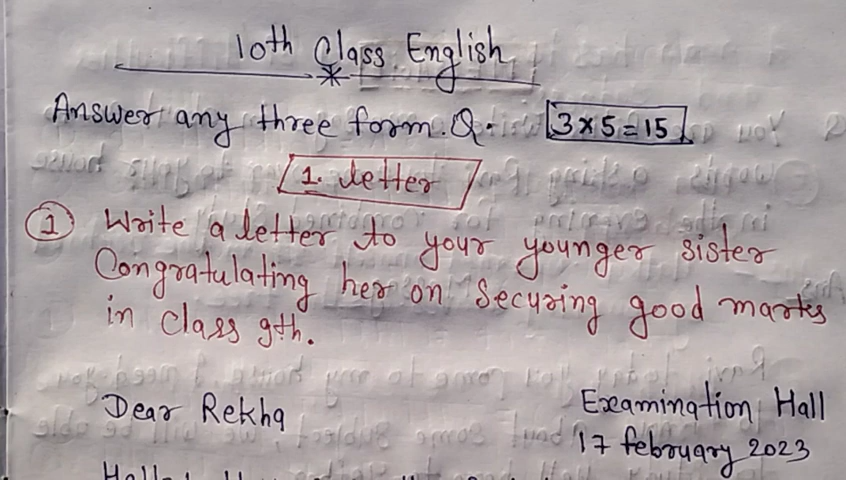 10th Class English
Answer any three form. Q. 3×5=15
1. Letter
① Write a letter to your younger sister
Congratulating her on Securing good marks
in class 9th.
Examination Hall
Dear Rekha
17 february 2023